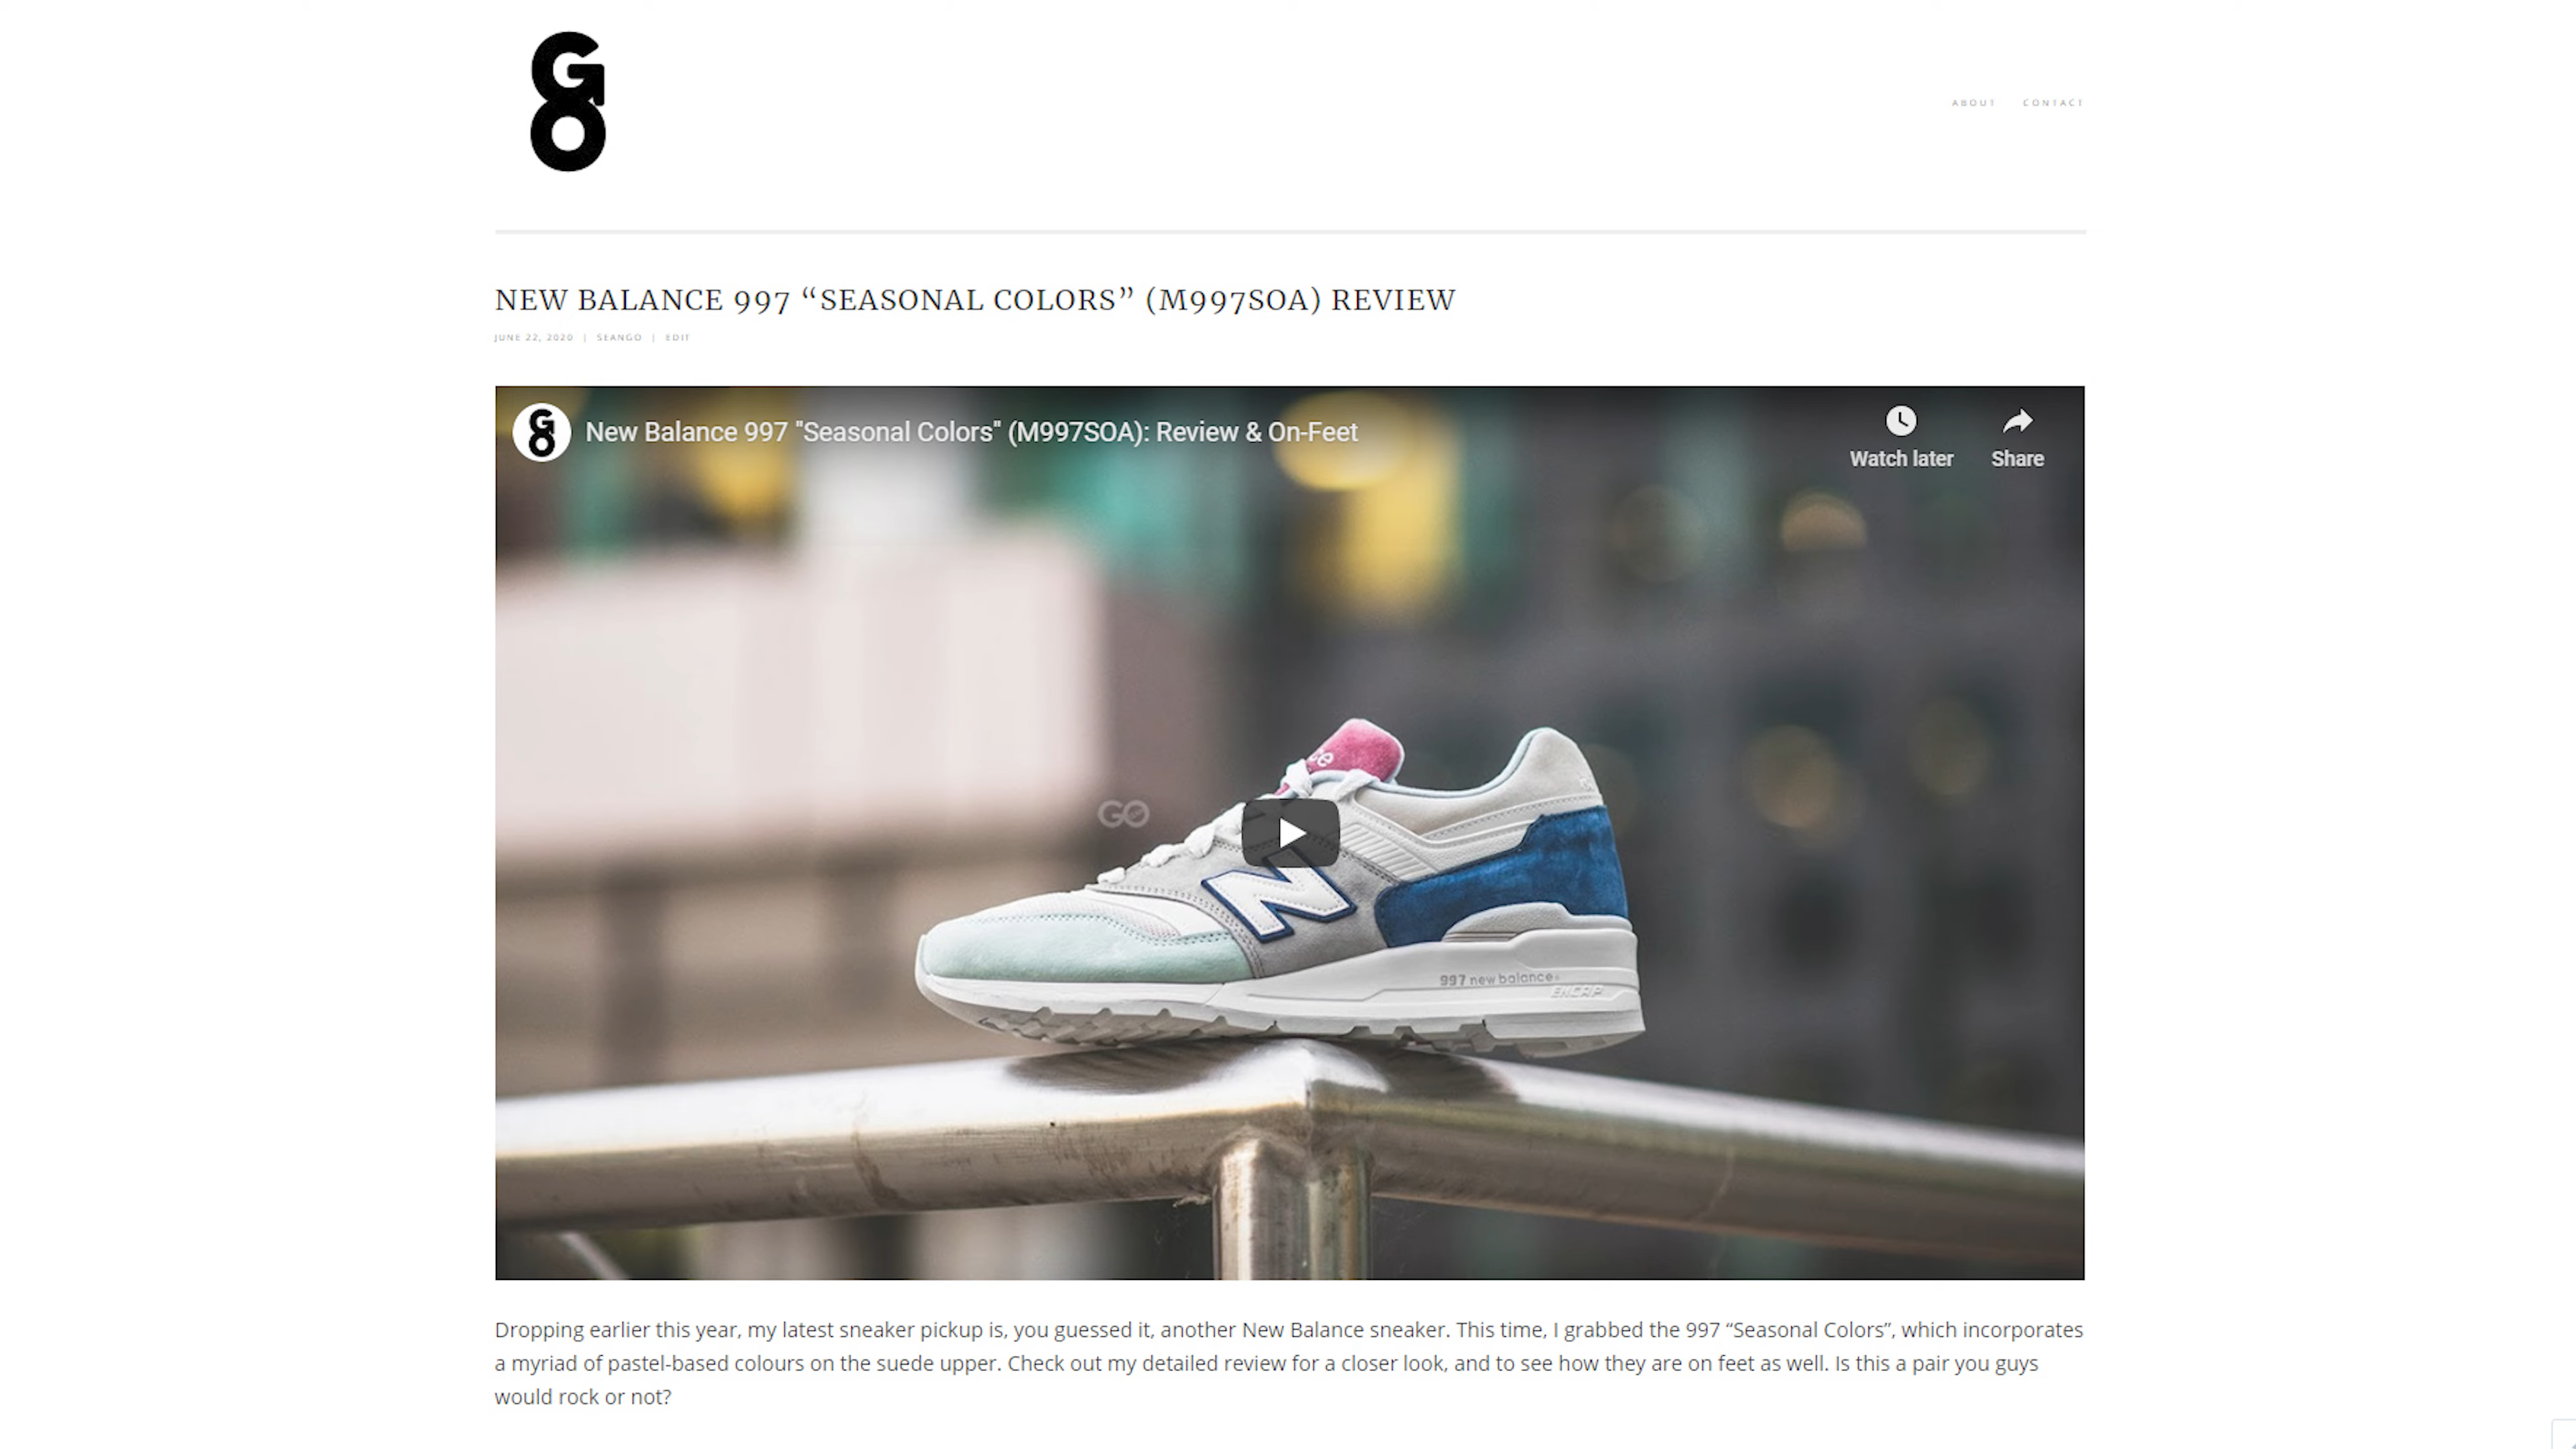 GO
ABOUT CONTACT
NEW BALANCE 997 “SEASONAL COLORS” (M997SOA) REVIEW
JUNE 22, 2020 | SEANGO | EDIT
GO New Balance 997 "Seasonal Colors" (M997SOA): Review & On-Feet
Watch later Share
ce
GO
N
997 new balance
ENCAP
Dropping earlier this year, my latest sneaker pickup is, you guessed it, another New Balance sneaker. This time, I grabbed the 997 “Seasonal Colors”, which incorporates
a myriad of pastel-based colours on the suede upper. Check out my detailed review for a closer look, and to see how they are on feet as well. Is this a pair you guys
would rock or not?